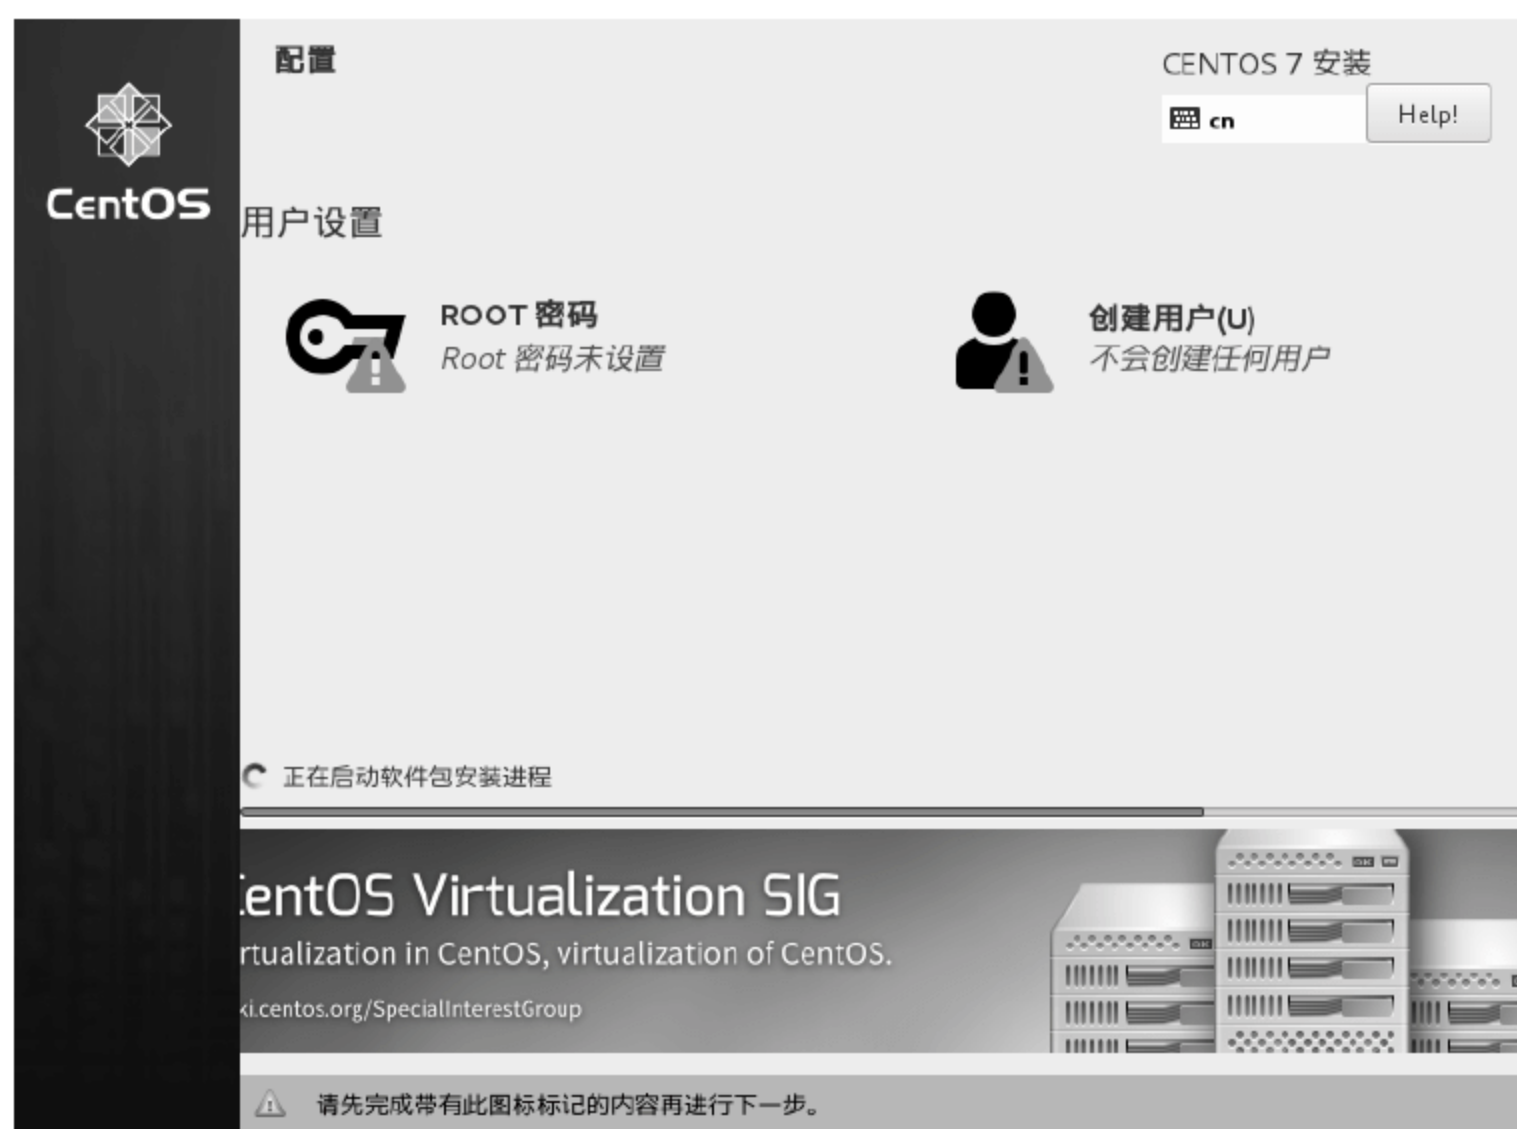 配置
CENTOS 7 安装
cn
Help!
CentOS
用户设置
ROOT 密码
Root 密码未设置
创建用户(U)
不会创建任何用户
正在启动软件包安装进程
entOS Virtualization SIG
rtualization in CentOS, virtualization of CentOS.
ki.centos.org/SpecialInterestGroup
请先完成带有此图标标记的内容再进行下一步。